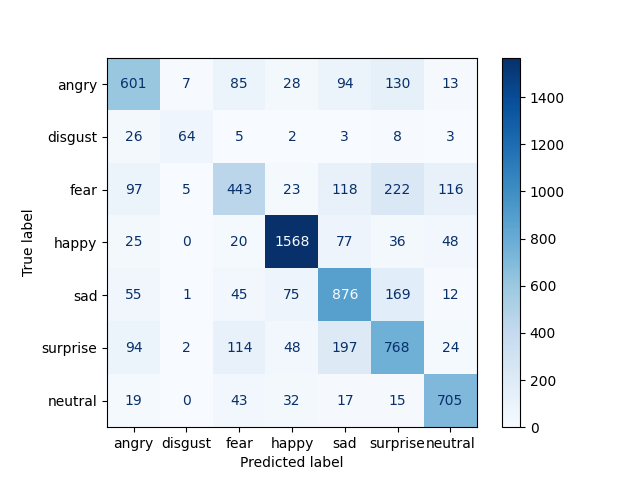 angry 601 7 85 28 94 130 13
disgust 26 64 5 2 3 8 3
fear 97 5 443 23 118 222 116
happy 25 0 20 1568 77 36 48
sad 55 1 45 75 876 169 12
surprise 94 2 114 48 197 768 24
neutral 19 0 43 32 17 15 705
angry disgust fear happy sad surprise neutral
Predicted label
True label
1400
1200
1000
800
600
400
200
0